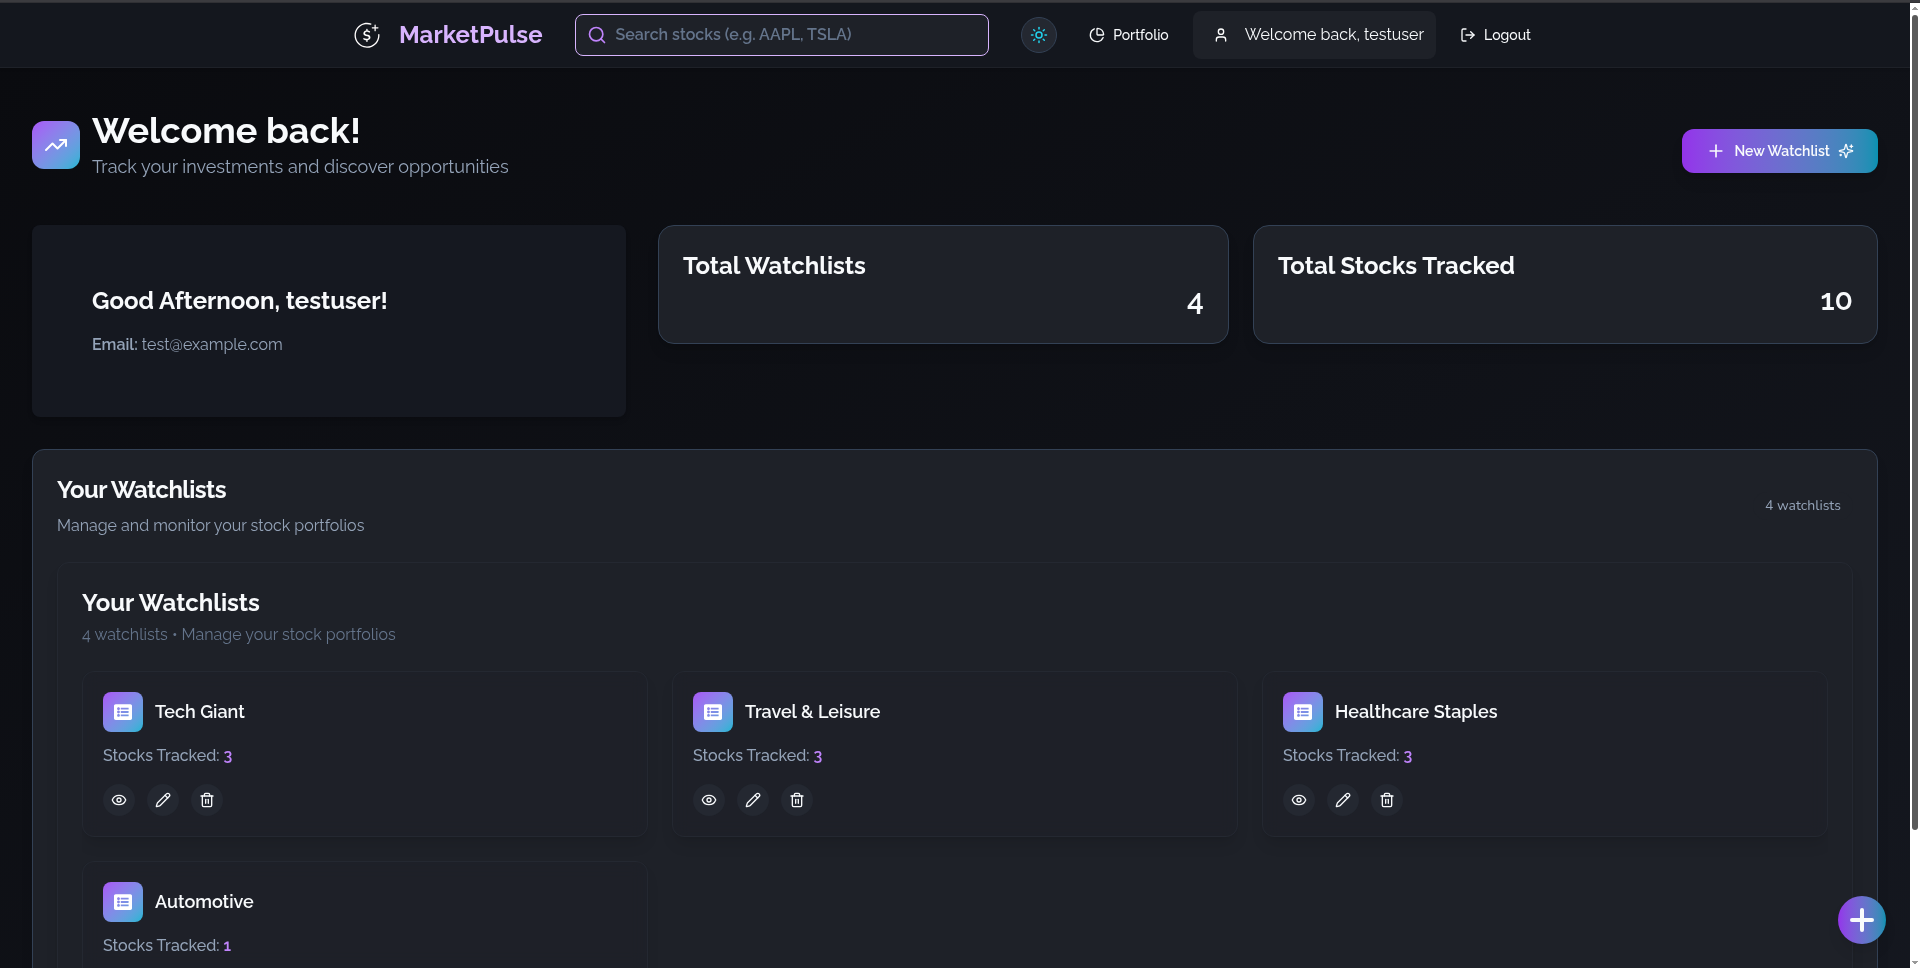 MarketPulse
Search stocks (e.g. AAPL, TSLA)
Portfolio
Welcome back, testuser
Logout
Welcome back!
Track your investments and discover opportunities
New Watchlist
Good Afternoon, testuser!
Email: test@example.com
Total Watchlists
4
Total Stocks Tracked
10
Your Watchlists
Manage and monitor your stock portfolios
4 watchlists
Your Watchlists
4 watchlists • Manage your stock portfolios
Tech Giant
Stocks Tracked: 3
Travel & Leisure
Stocks Tracked: 3
Healthcare Staples
Stocks Tracked: 3
Automotive
Stocks Tracked: 1